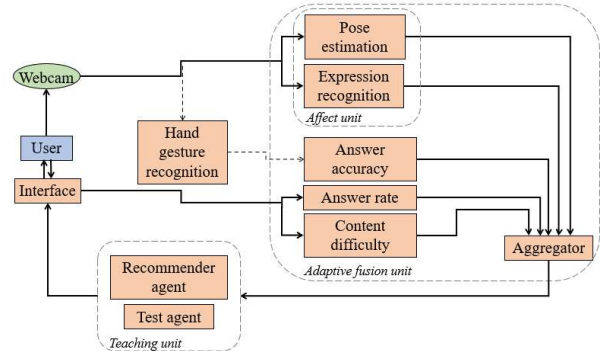 Pose
estimation
Webcam
Expression
recognition
Affect unit
Hand
gesture
recognition
User
Answer
accuracy
Interface
Answer rate
Content
difficulty
Aggregator
Adaptive fusion unit
Recommender
agent
Test agent
Teaching unit